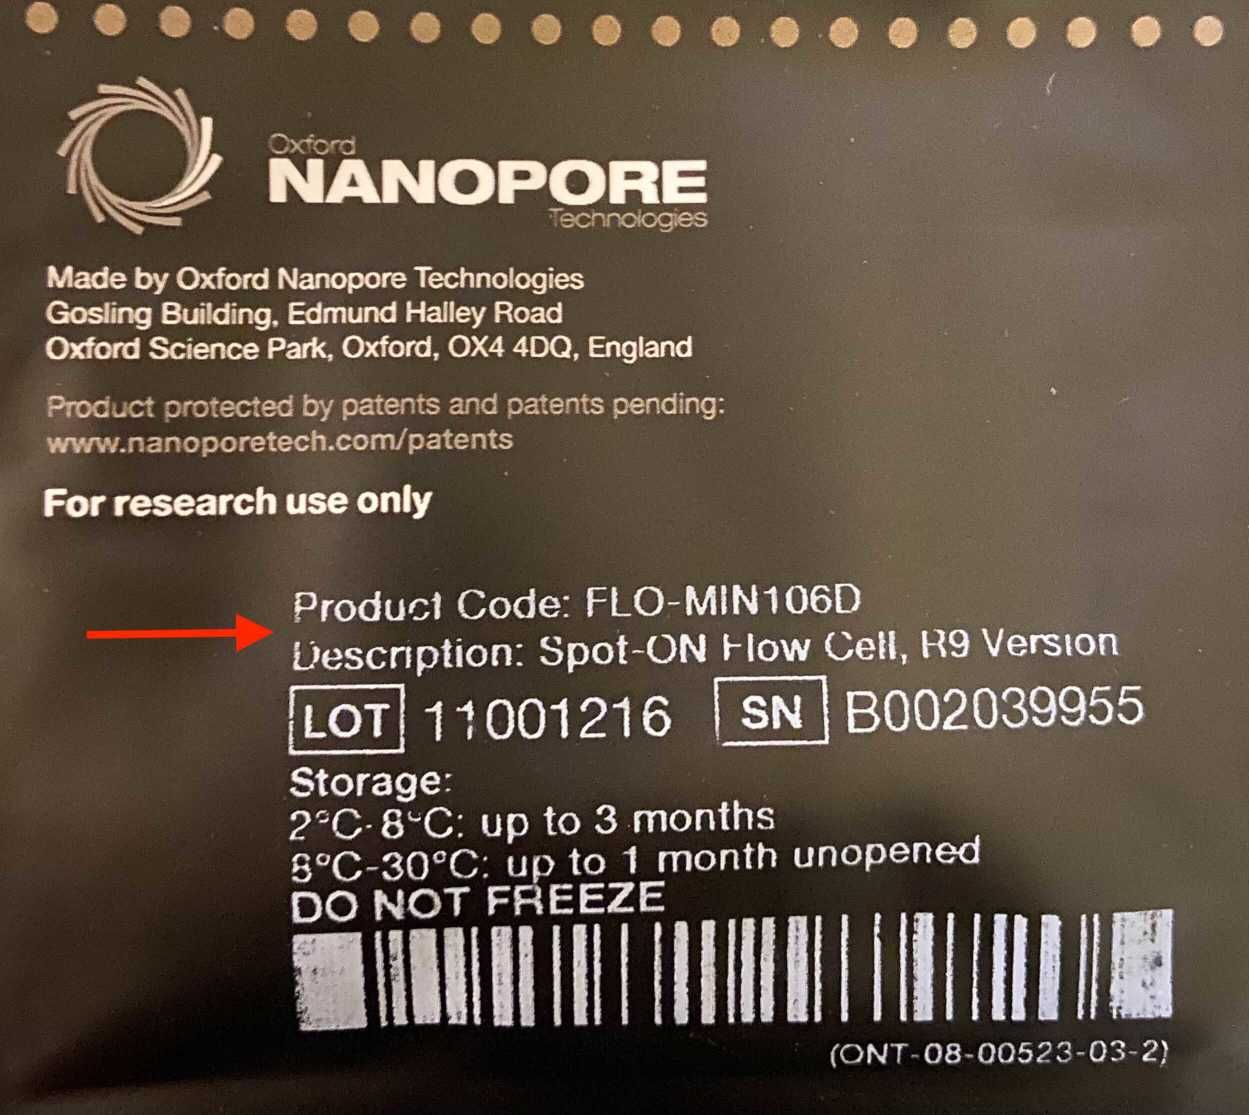 Oxford
NANOPORE
Technologies
Made by Oxford Nanopore Technologies
Gosling Building, Edmund Halley Road
Oxford Science Park, Oxford, OX4 4DQ, England
Product protected by patents and patents pending:
www.nanoporetech.com/patents
For research use only
Product Code: FLO-MIN106D
Description: Spot-ON Flow Cell, R9 Version
LOT 11001216 SN B002039955
Storage:
2°C-8°C: up to 3 months
8°C-30°C: up to 1 month unopened
DO NOT FREEZE
(ONT-08-00523-03-2)